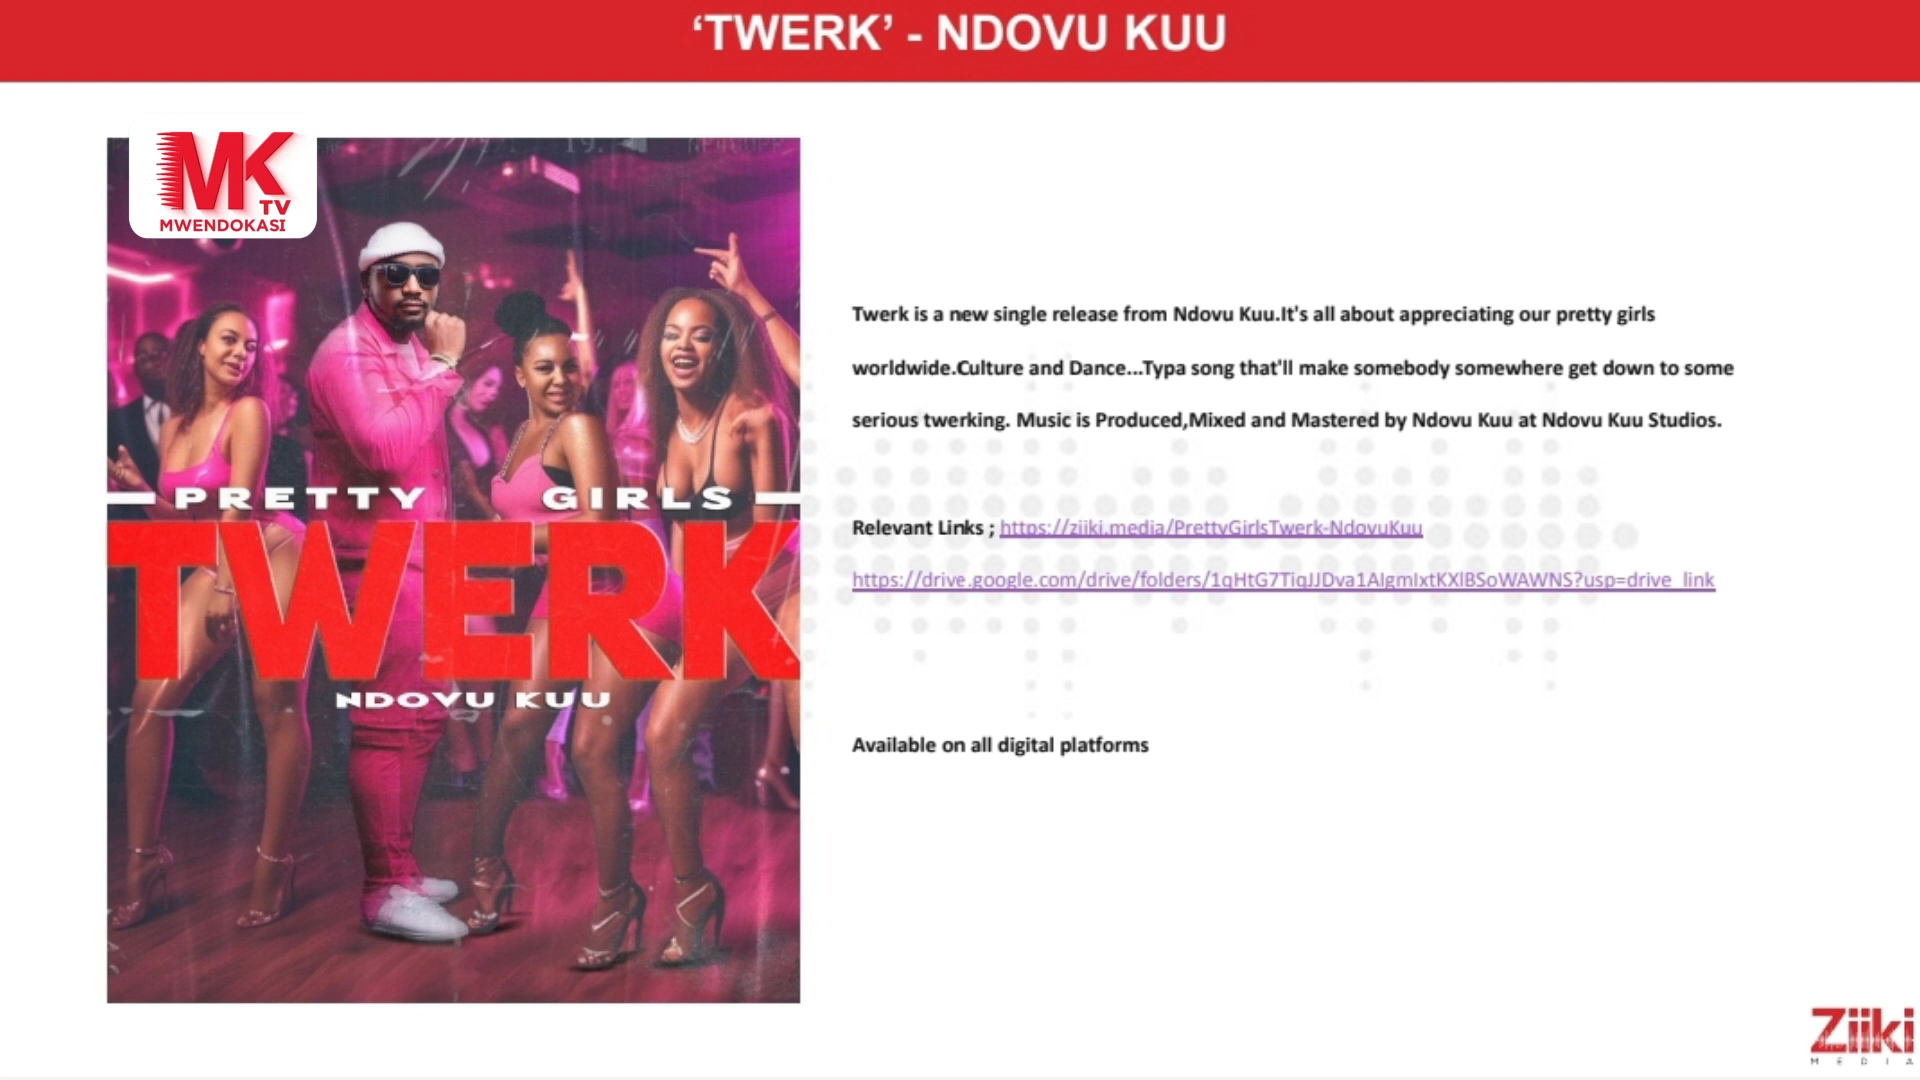 ‘TWERK’ - NDOVU KUU
MK
TV
MWENDOKASI
PRETTY GIRLS
TWERK
NDOVU KUU
Twerk is a new single release from Ndovu Kuu.It's all about appreciating our pretty girls
worldwide.Culture and Dance...Typa song that'll make somebody somewhere get down to some
serious twerking. Music is Produced,Mixed and Mastered by Ndovu Kuu at Ndovu Kuu Studios.
Relevant Links ; https://ziiki.media/PrettyGirlsTwerk-NdovuKuu
https://drive.google.com/drive/folders/1qHtG7TiqJJDva1AIgmIxtKXlBSoWAWNS?usp=drive_link
Available on all digital platforms
Ziiki
MEDIA